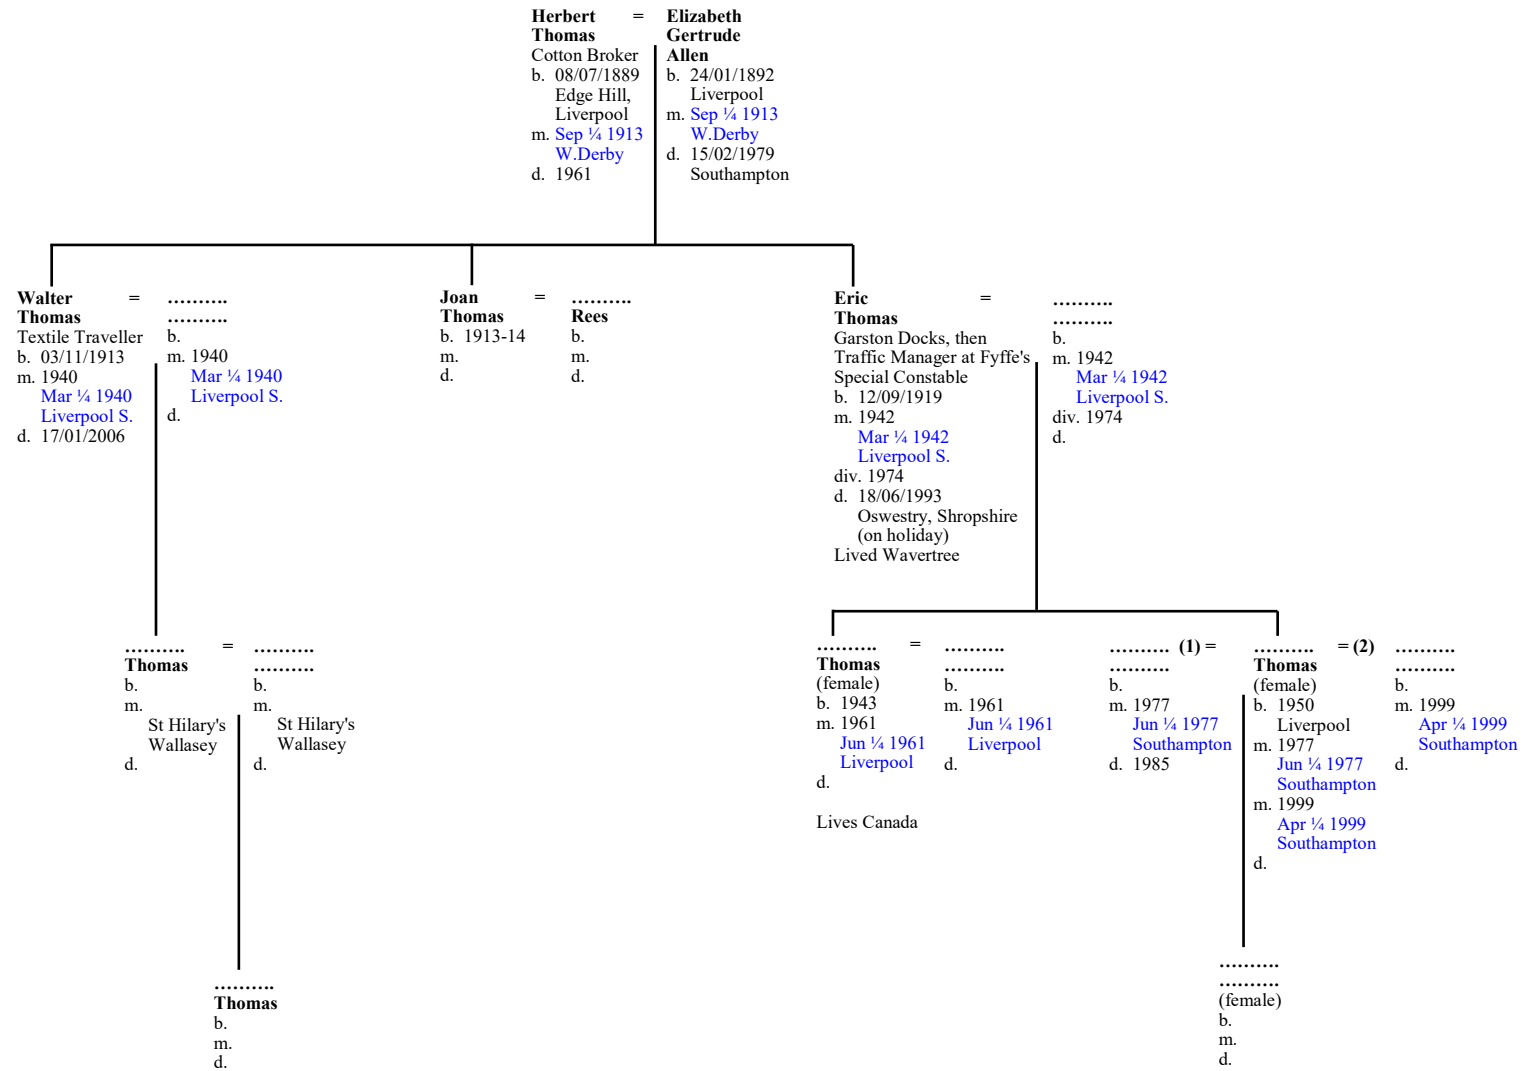 Herbert = Elizabeth
Thomas Gertrude
Cotton Broker Allen
b. 08/07/1889 b. 24/01/1892
Edge Hill, Liverpool
Liverpool m. Sep ¼ 1913
m. Sep ¼ 1913 W.Derby
W.Derby d. 15/02/1979
d. 1961 Southampton
Walter = ..........
Thomas ..........
Textile Traveller b.
b. 03/11/1913 m. 1940
m. 1940 Mar ¼ 1940
Mar ¼ 1940 Liverpool S.
Liverpool S. d.
d. 17/01/2006
Joan = ..........
Thomas Rees
b. 1913-14 b.
m. m.
d. d.
Eric = ..........
Thomas ..........
Garston Docks, then b.
Traffic Manager at Fyffe's m. 1942
Special Constable Mar ¼ 1942
b. 12/09/1919 Liverpool S.
m. 1942 div. 1974
Mar ¼ 1942 d.
Liverpool S.
div. 1974
d. 18/06/1993
Oswestry, Shropshire
(on holiday)
Lived Wavertree
.......... = ..........
Thomas ..........
b. b.
m. m.
St Hilary's St Hilary's
Wallasey Wallasey
d. d.
.......... = ..........
Thomas ..........
(female) b.
b. 1943 m. 1961
m. 1961 Jun ¼ 1961
Jun ¼ 1961 Liverpool
Liverpool d.
d.
Lives Canada
.......... (1) = .......... = (2) ..........
.......... Thomas ..........
b. (female) b.
m. 1977 b. 1950 m. 1999
Jun ¼ 1977 Liverpool Apr ¼ 1999
Southampton m. 1977 Southampton
d. 1985 Jun ¼ 1977 d.
Southampton
m. 1999
Apr ¼ 1999
Southampton
d.
..........
Thomas
b.
m.
d.
..........
..........
(female)
b.
m.
d.